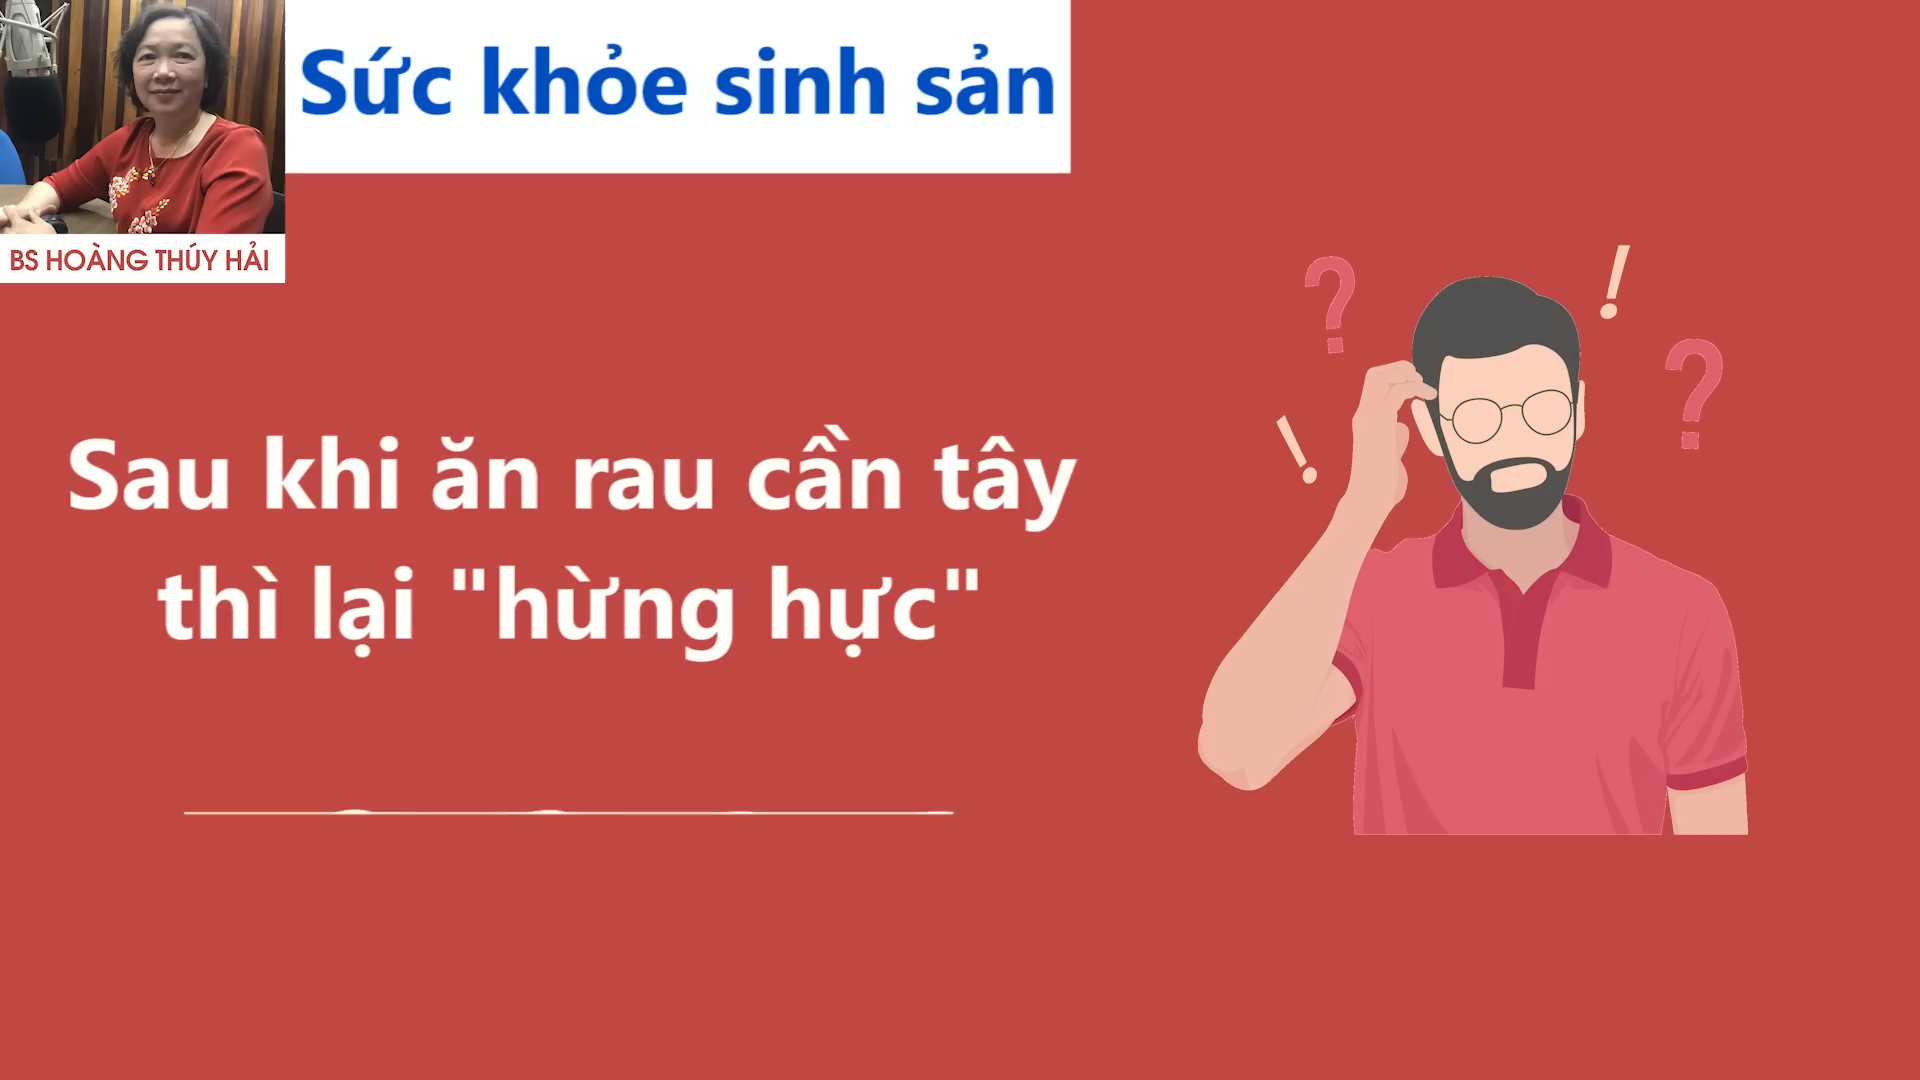 Sức khỏe sinh sản
BS HOÀNG THÚY HẢI
Sau khi ăn rau cần tây
thì lại "hừng hực"